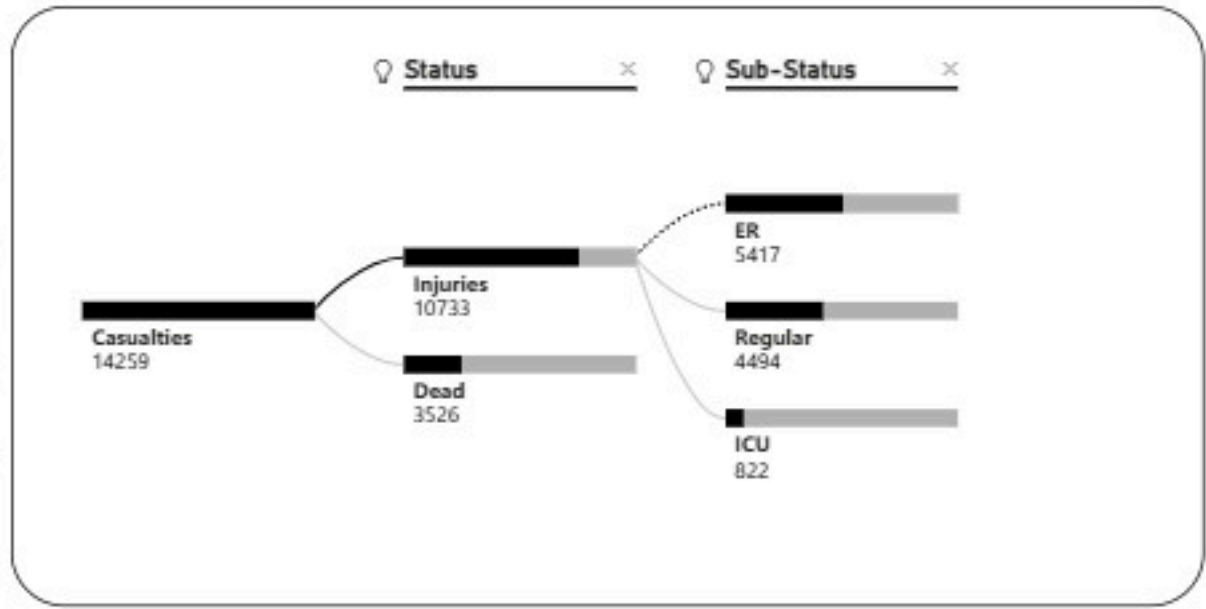 Status
Sub-Status
Casualties
14259
Injuries
10733
Dead
3526
ER
5417
Regular
4494
ICU
822